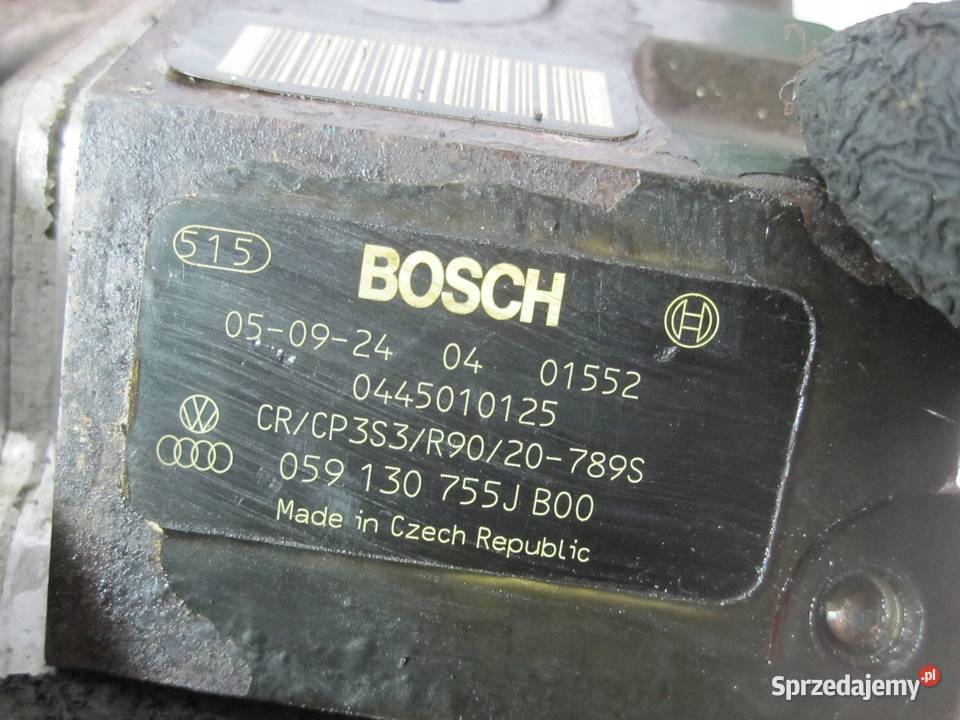 515
BOSCH
05-09-24 04 01552
0445010125
CR/CP3S3/R90/20-789S
059 130 755J B00
Made in Czech Republic
Sprzedajemy.pl